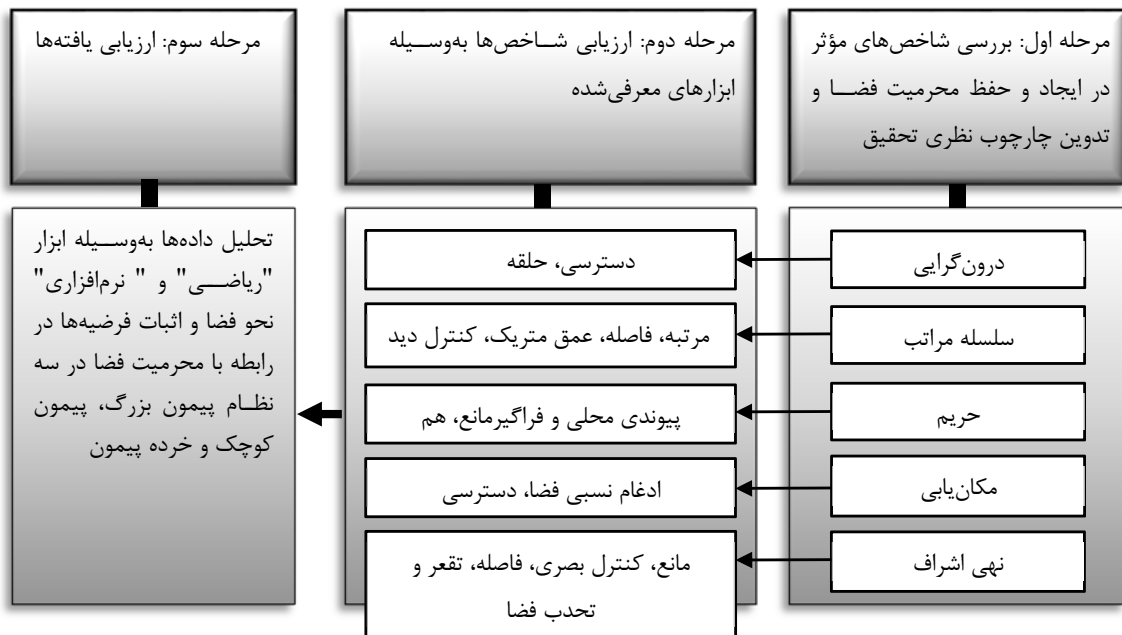 مرحله اول: بررسی شاخص‌های مؤثر
در ایجاد و حفظ محرمیت فضا و
تدوین چارچوب نظری تحقیق
مرحله دوم: ارزیابی شاخص‌ها به‌وسیله
ابزارهای معرفی‌شده
مرحله سوم: ارزیابی یافته‌ها
درون‌گرایی
سلسله مراتب
حریم
مکان‌یابی
نهی اشراف
دسترسی، حلقه
مرتبه، فاصله، عمق متریک، کنترل دید
پیوندی محلی و فراگیرمانع، هم
ادغام نسبی فضا، دسترسی
مانع، کنترل بصری، فاصله، تقعر و
تحدب فضا
تحلیل داده‌ها به‌وسیله ابزار
"ریاضی" و " نرم‌افزاری"
نحو فضا و اثبات فرضیه‌ها در
رابطه با محرمیت فضا در سه
نظام پیمون بزرگ، پیمون
کوچک و خرده پیمون